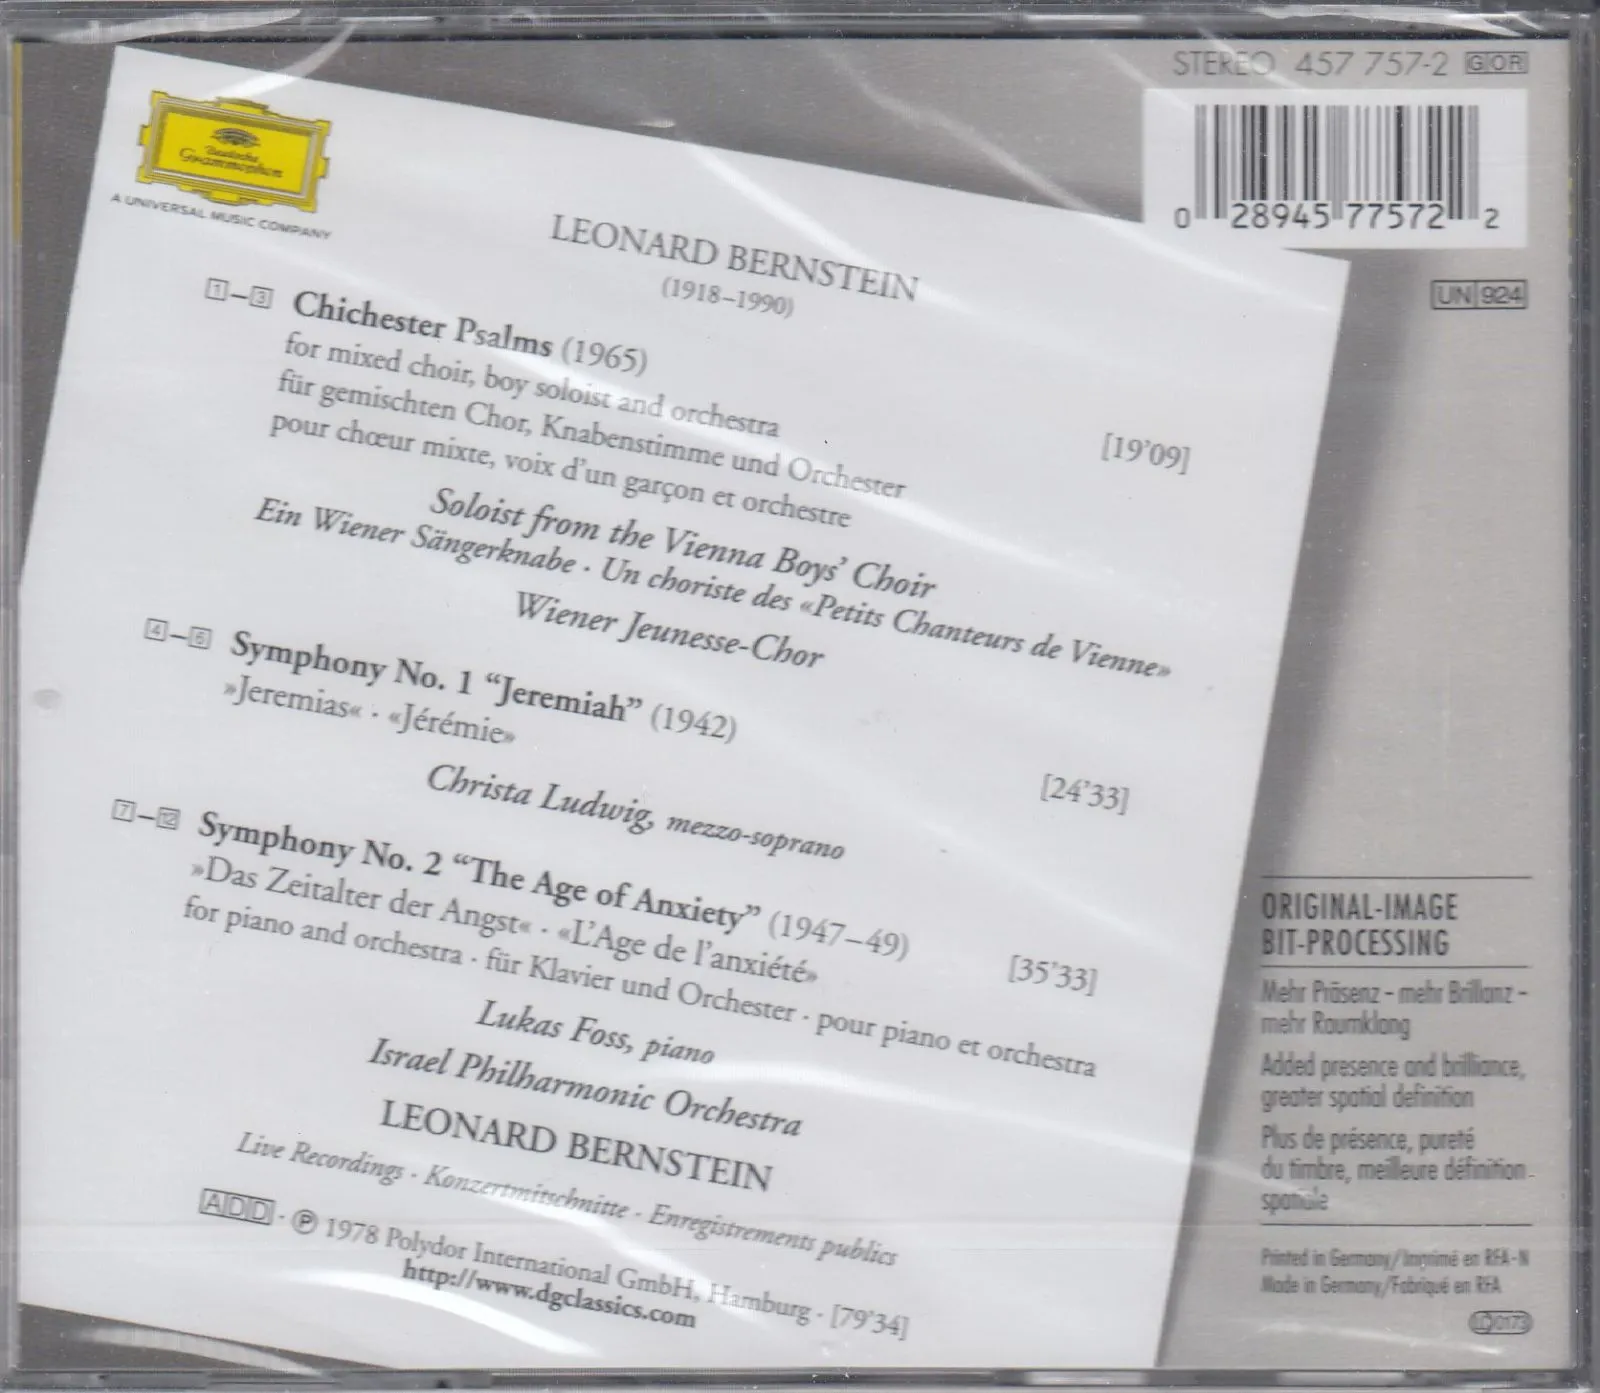 STEREO 457 757-2 GOR
0 28945 77572 2
UN 924
Deutsche
Grammophon
A UNIVERSAL MUSIC COMPANY
LEONARD BERNSTEIN
(1918–1990)
1–3 Chichester Psalms (1965)
for mixed choir, boy soloist and orchestra
für gemischten Chor, Knabenstimme und Orchester
pour chœur mixte, voix d'un garçon et orchestre
[19'09]
Soloist from the Vienna Boys' Choir
Ein Wiener Sängerknabe · Un choriste des «Petits Chanteurs de Vienne»
Wiener Jeunesse-Chor
4–6 Symphony No. 1 “Jeremiah” (1942)
»Jeremias« · «Jérémie»
[24'33]
Christa Ludwig, mezzo-soprano
7–12 Symphony No. 2 “The Age of Anxiety” (1947–49)
»Das Zeitalter der Angst« · «L'Age de l'anxiété»
[35'33]
for piano and orchestra · für Klavier und Orchester · pour piano et orchestra
Lukas Foss, piano
Israel Philharmonic Orchestra
LEONARD BERNSTEIN
Live Recordings · Konzertmitschnitte · Enregistrements publics
ADD · ℗ 1978 Polydor International GmbH, Hamburg · [79'34]
http://www.dgclassics.com
ORIGINAL-IMAGE
BIT-PROCESSING
Mehr Präsenz – mehr Brillanz –
mehr Raumklang
Added presence and brilliance,
greater spatial definition
Plus de présence, pureté
du timbre, meilleure définition
spatiale
Printed in Germany/Imprimé en RFA-N
Made in Germany/Fabriqué en RFA
LC 0173